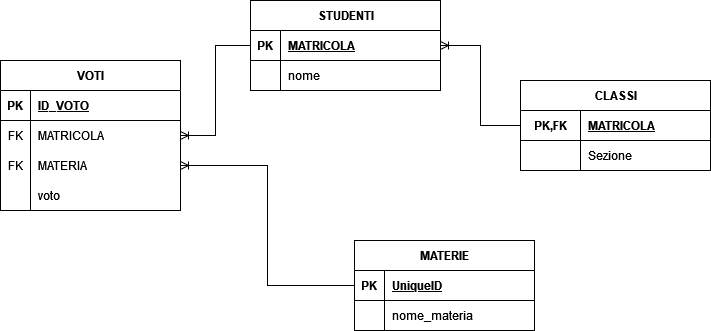 STUDENTI
PK MATRICOLA
nome
VOTI
PK ID_VOTO
FK MATRICOLA
FK MATERIA
voto
CLASSI
PK,FK MATRICOLA
Sezione
MATERIE
PK UniqueID
nome_materia